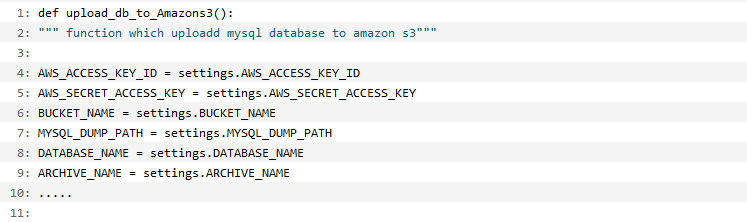 1: def upload_db_to_Amazons3():
2: """ function which uploadd mysql database to amazon s3"""
3:
4: AWS_ACCESS_KEY_ID = settings.AWS_ACCESS_KEY_ID
5: AWS_SECRET_ACCESS_KEY = settings.AWS_SECRET_ACCESS_KEY
6: BUCKET_NAME = settings.BUCKET_NAME
7: MYSQL_DUMP_PATH = settings.MYSQL_DUMP_PATH
8: DATABASE_NAME = settings.DATABASE_NAME
9: ARCHIVE_NAME = settings.ARCHIVE_NAME
10: .....
11: